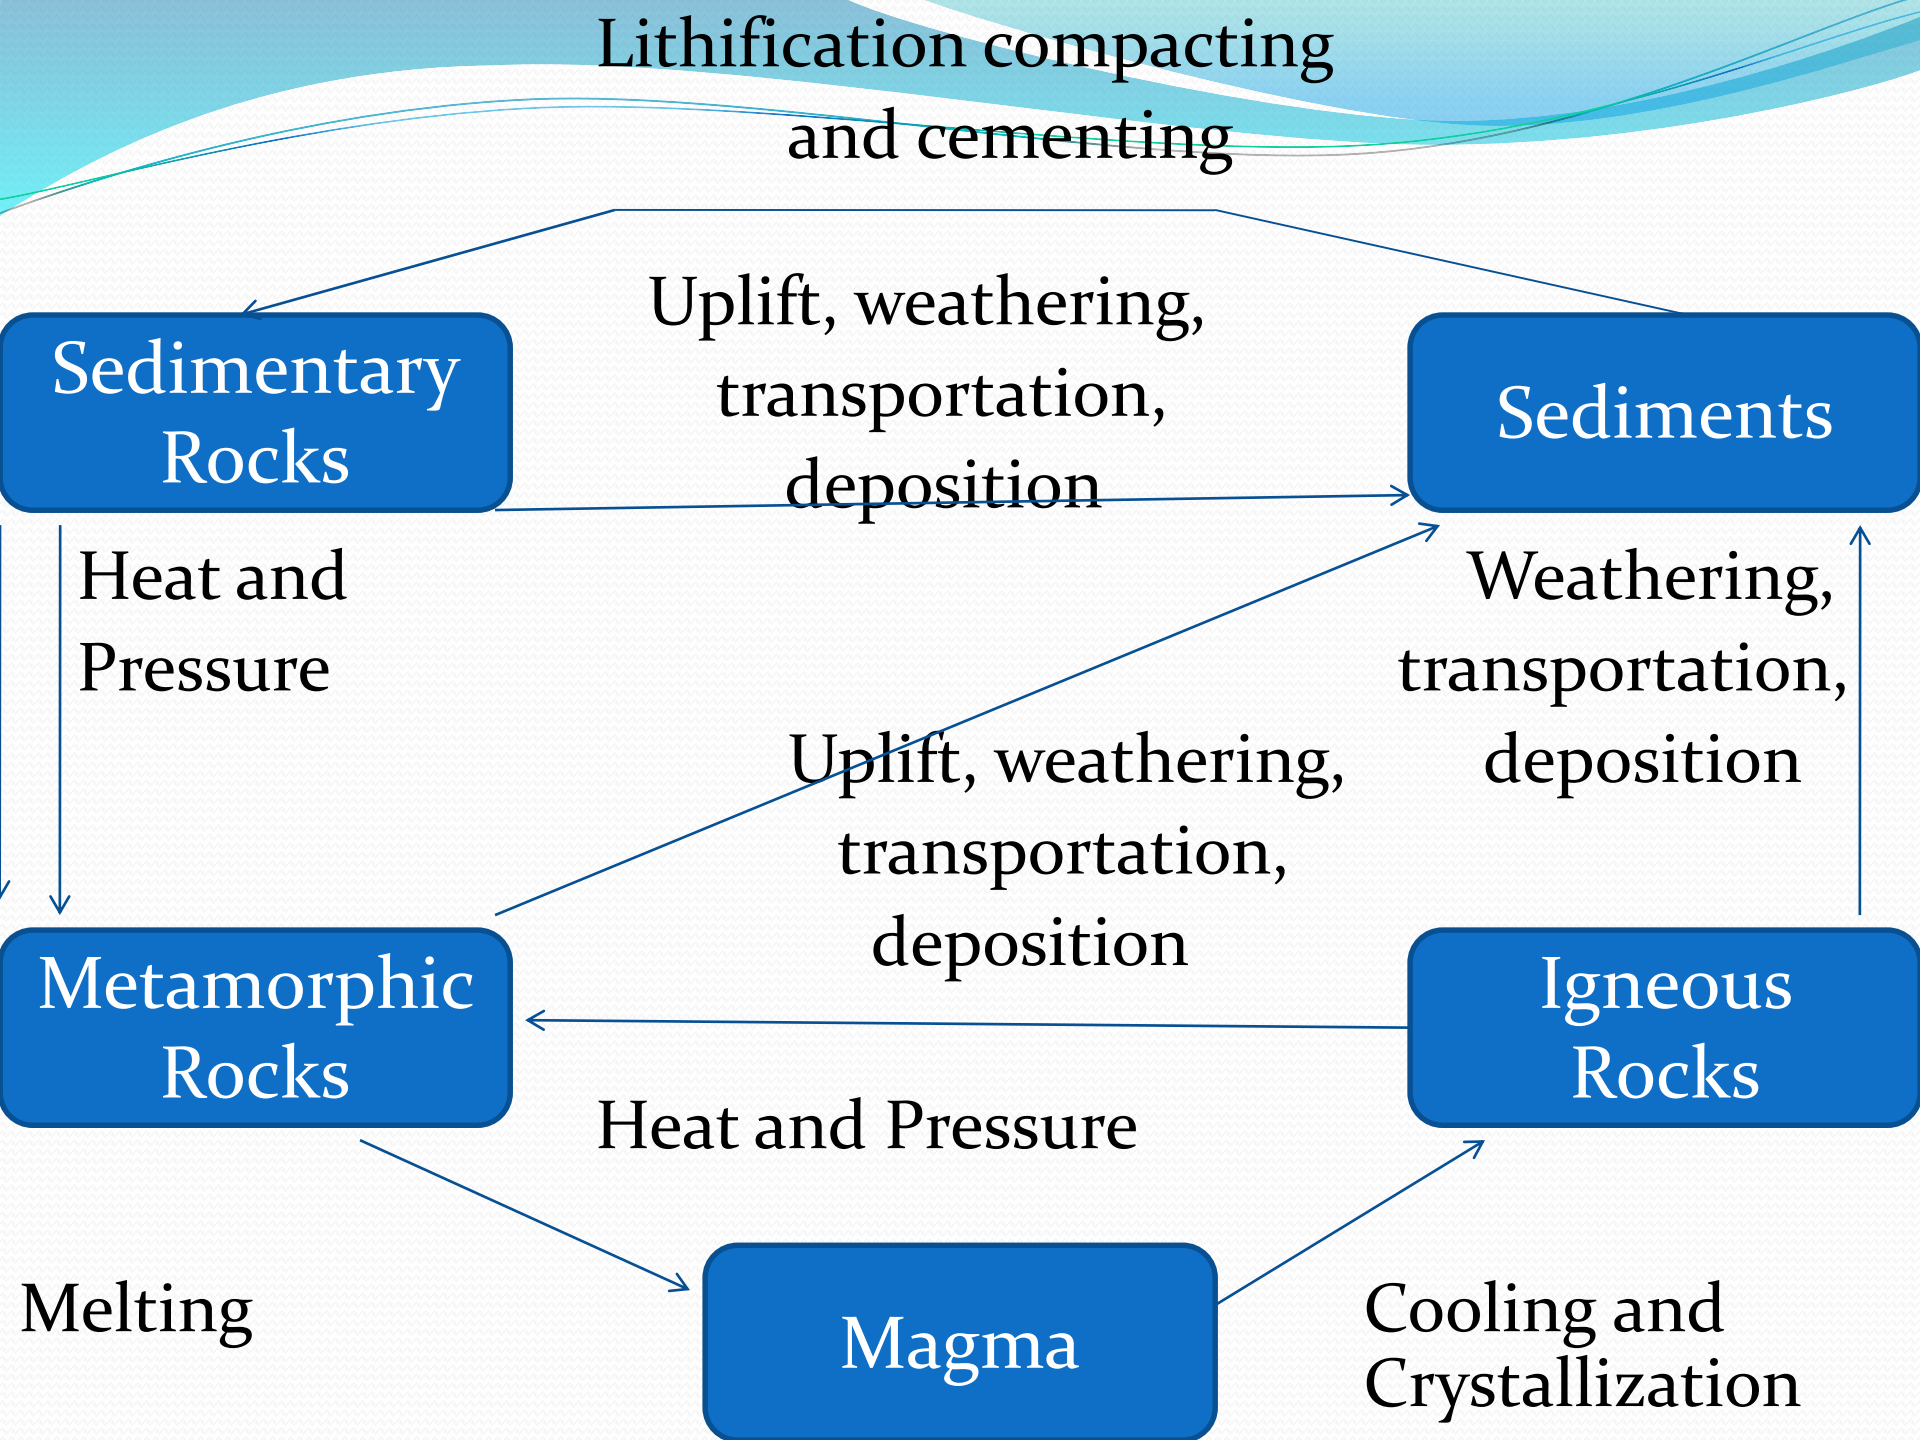 Lithification compacting
and cementing
Uplift, weathering,
transportation,
deposition
Sedimentary
Rocks
Sediments
Heat and
Pressure
Weathering,
transportation,
deposition
Uplift, weathering,
transportation,
deposition
Metamorphic
Rocks
Igneous
Rocks
Heat and Pressure
Melting
Magma
Cooling and
Crystallization